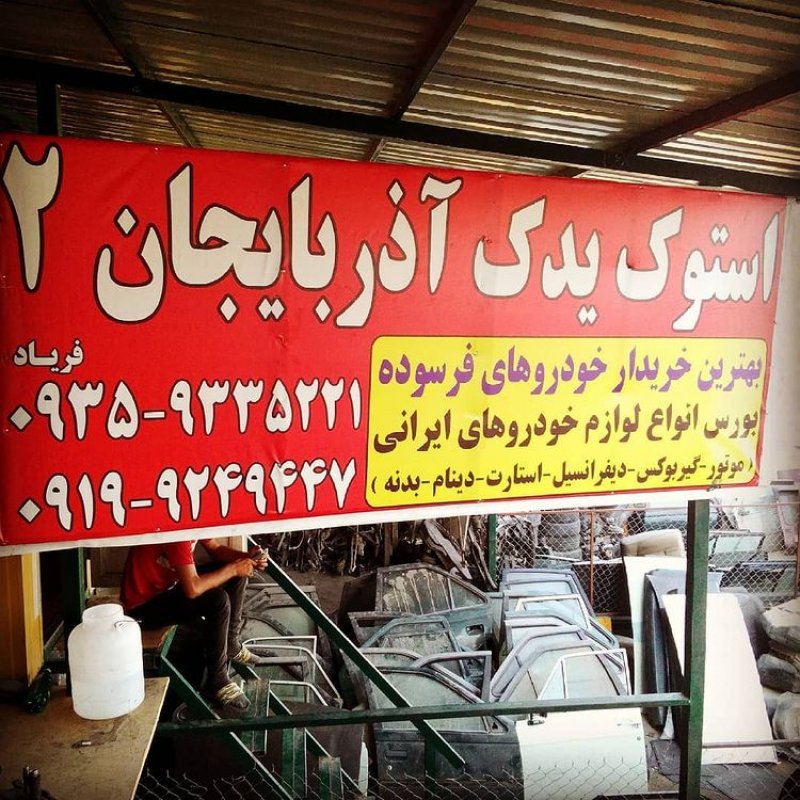 استوک یدک آذربایجان ۲
بهترین خریدار خودروهای فرسوده
بورس انواع لوازم خودروهای ایرانی
( موتور-گیربوکس-دیفرانسیل-استارت-دینام-بدنه )
فریاد
۰۹۳۵-۹۳۳۵۲۲۱
۰۹۱۹-۹۲۴۹۴۴۷